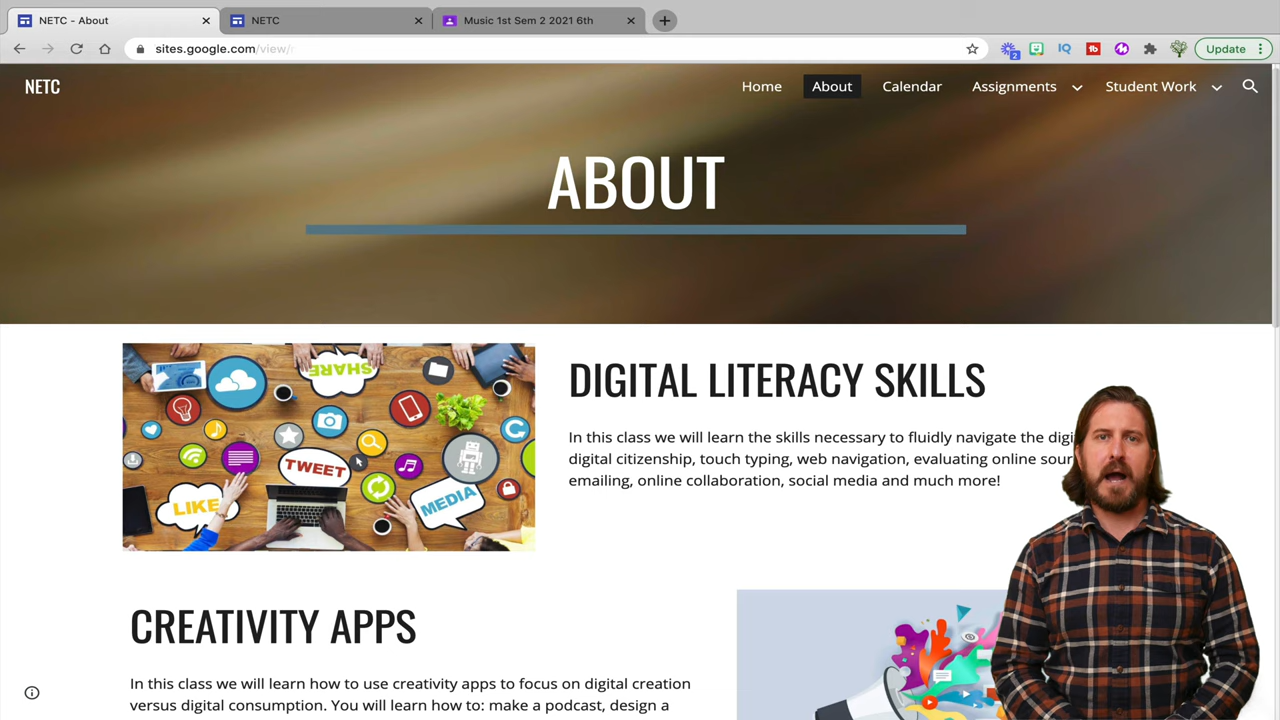 NETC - About
NETC
Music 1st Sem 2 2021 6th
sites.google.com/view/
2
Update
NETC
Home
About
Calendar
Assignments
Student Work
ABOUT
SHARE
TWEET
LIKE
MEDIA
DIGITAL LITERACY SKILLS
In this class we will learn the skills necessary to fluidly navigate the digi
digital citizenship, touch typing, web navigation, evaluating online sour
emailing, online collaboration, social media and much more!
CREATIVITY APPS
In this class we will learn how to use creativity apps to focus on digital creation
versus digital consumption. You will learn how to: make a podcast, design a